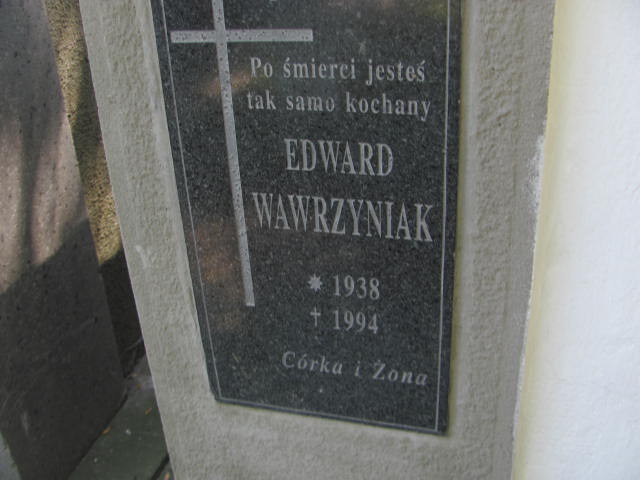 Po śmierci jesteś
tak samo kochany
EDWARD
WAWRZYNIAK
* 1938
† 1994
Córka i Żona